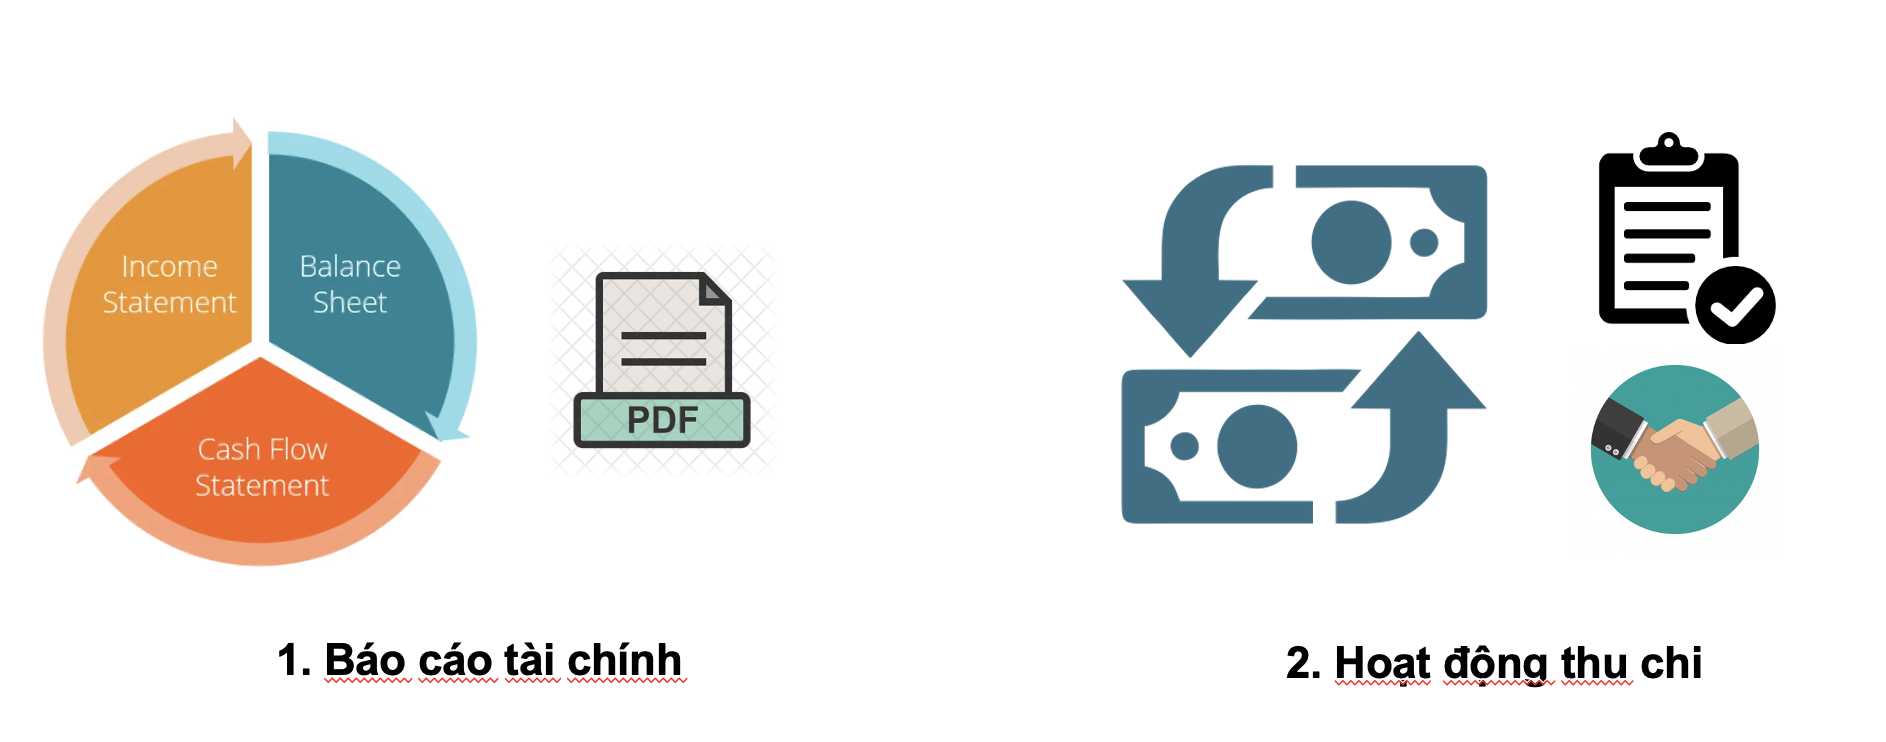 Income
Statement
Balance
Sheet
Cash Flow
Statement
PDF
1. Báo cáo tài chính
2. Hoạt động thu chi